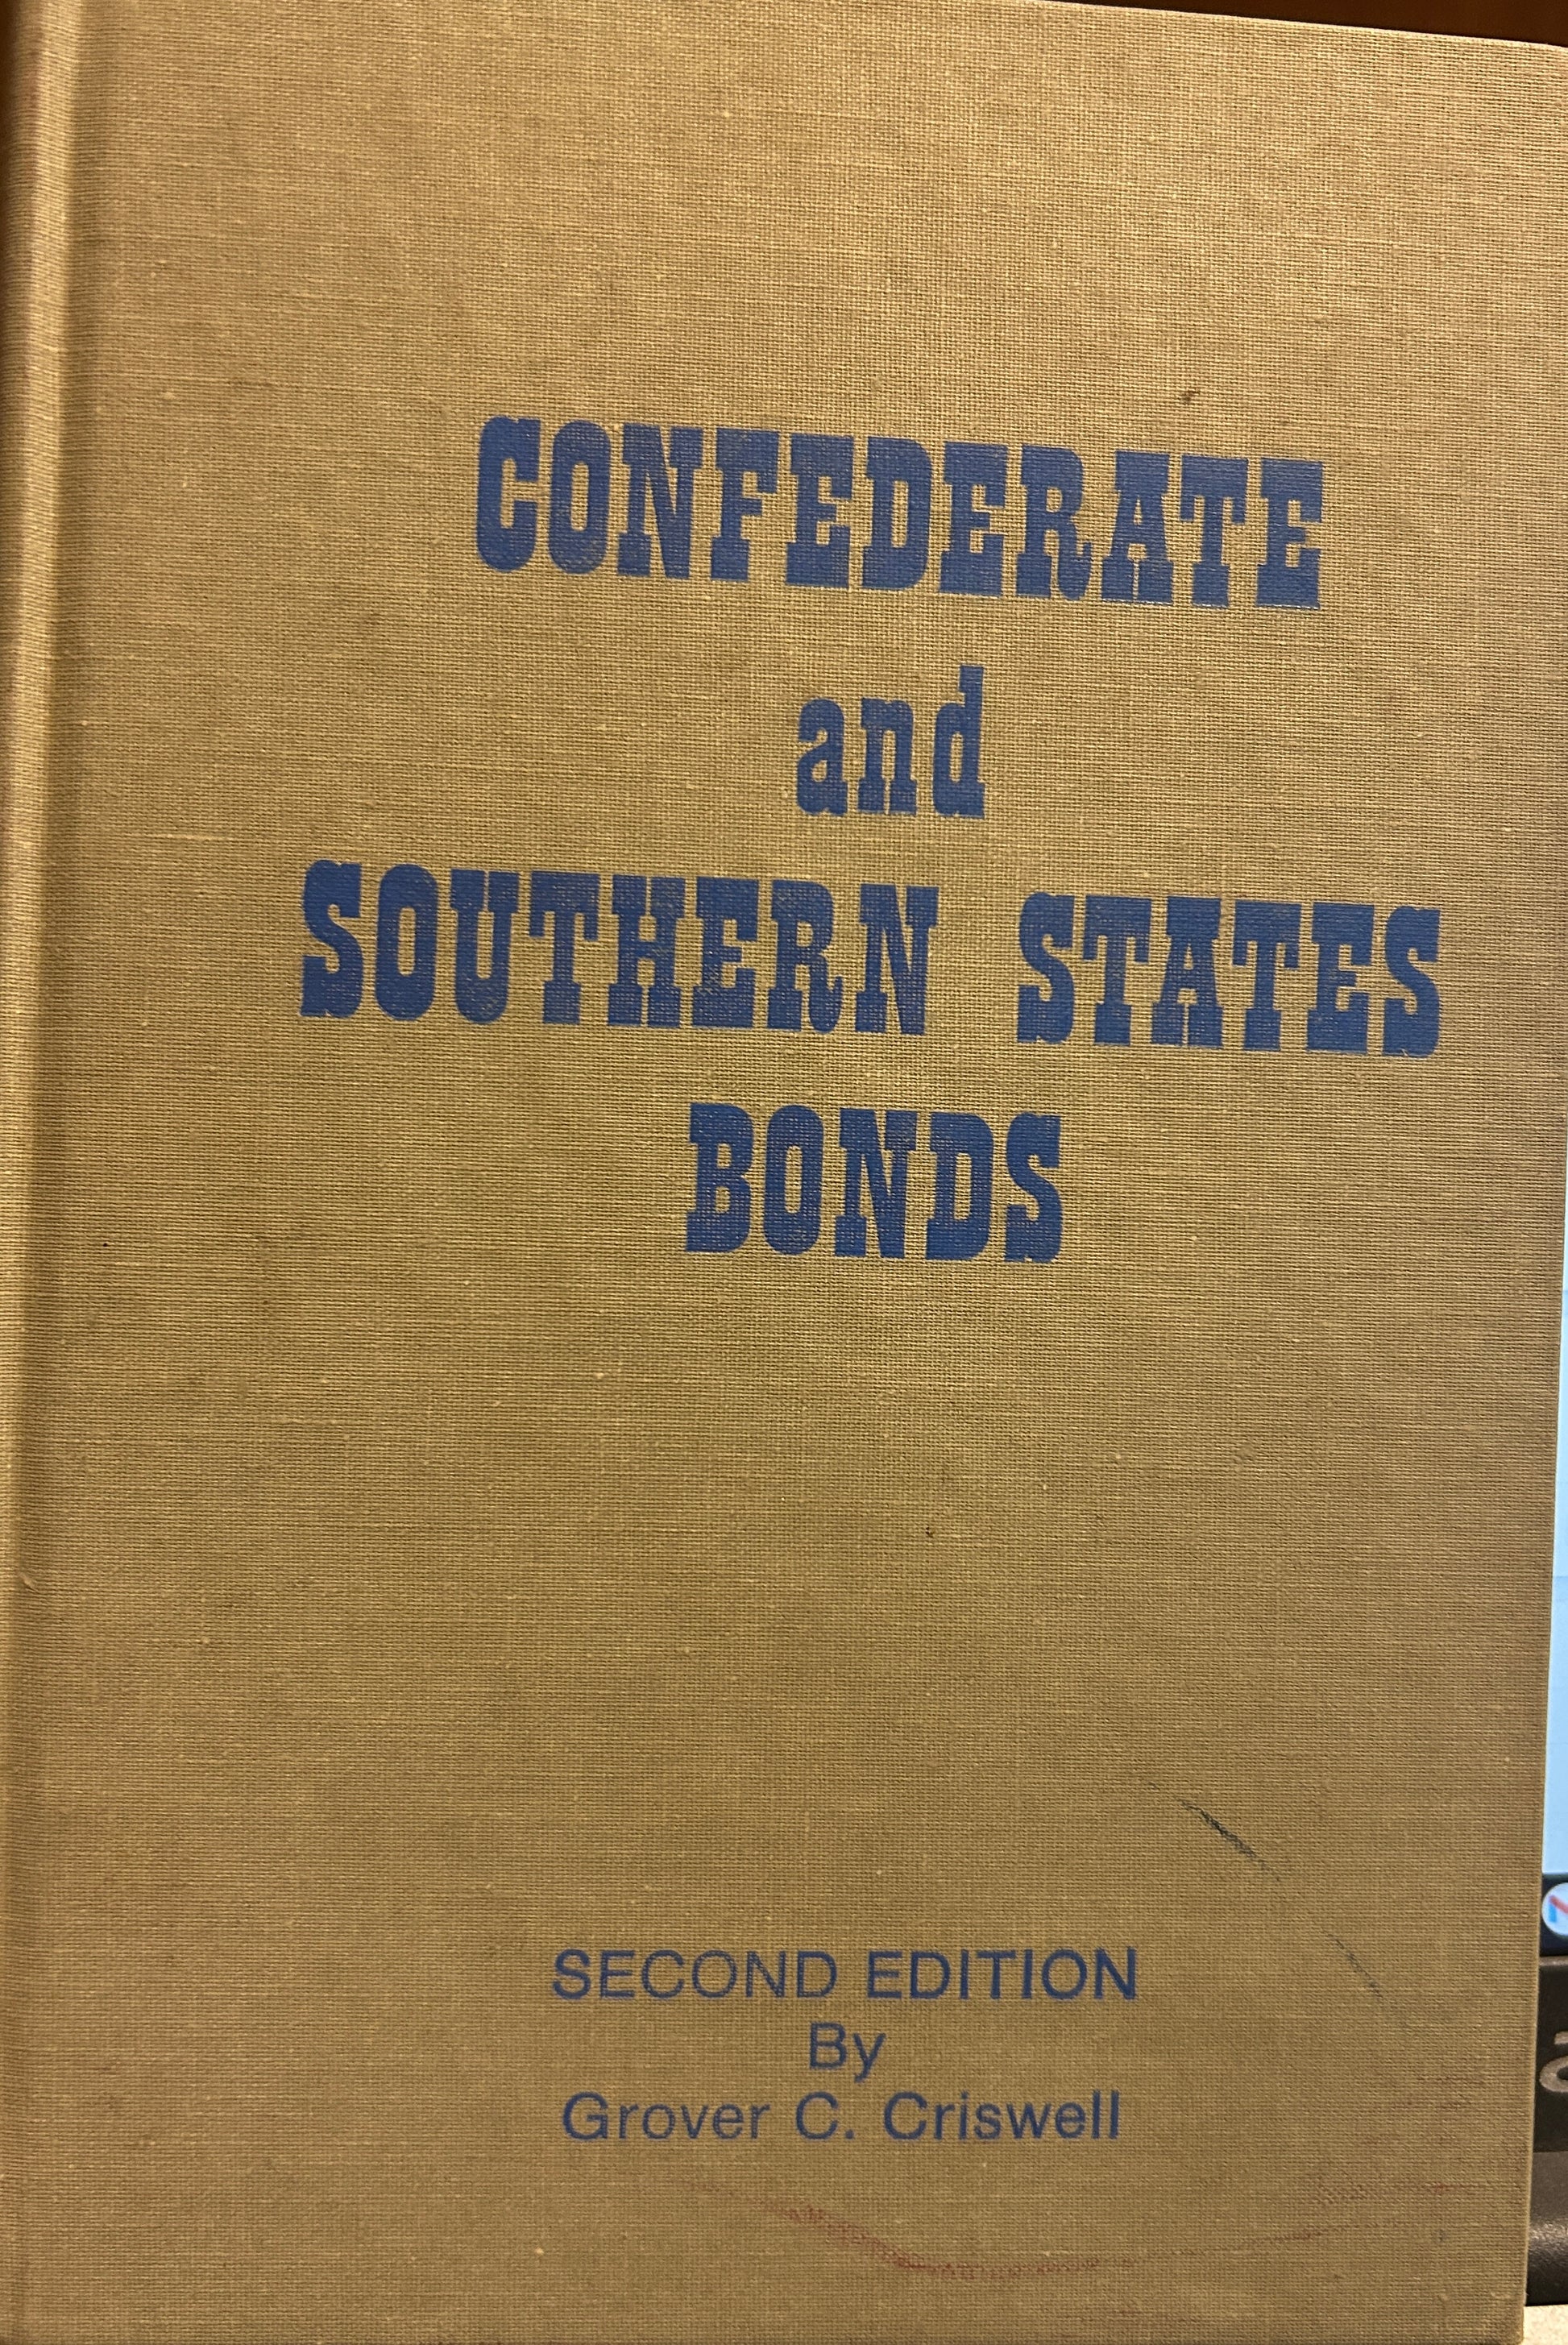 CONFEDERATE
and
SOUTHERN STATES
BONDS
SECOND EDITION
By
Grover C. Criswell